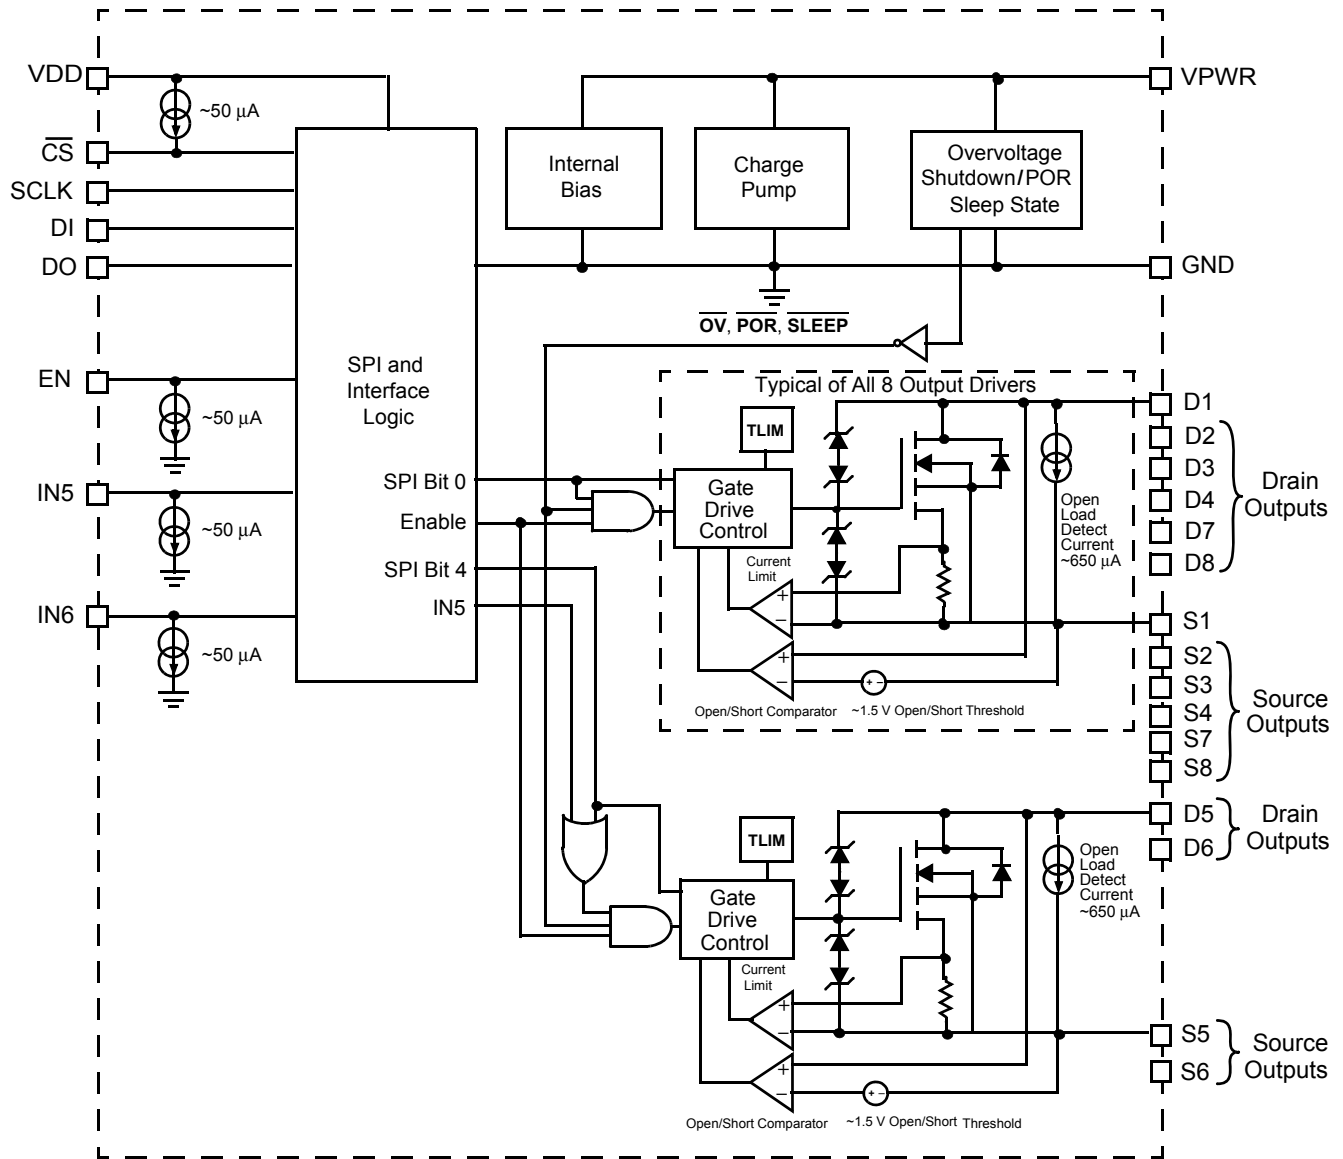 VDD
~50 μA
CS
SCLK
DI
DO
EN
~50 μA
IN5
~50 μA
IN6
~50 μA
SPI and
Interface
Logic
SPI Bit 0
Enable
SPI Bit 4
IN5
Internal
Bias
Charge
Pump
Overvoltage
Shutdown/POR
Sleep State
VPWR
GND
OV, POR, SLEEP
Typical of All 8 Output Drivers
TLIM
Gate
Drive
Control
Current
Limit
+
−
+
−
+ −
Open
Load
Detect
Current
~650 μA
Open/Short Comparator
~1.5 V Open/Short Threshold
D1
D2
D3
D4
D7
D8
Drain
Outputs
S1
S2
S3
S4
S7
S8
Source
Outputs
TLIM
Gate
Drive
Control
Current
Limit
+
−
+
−
+ −
Open
Load
Detect
Current
~650 μA
Open/Short Comparator
~1.5 V Open/Short Threshold
D5
D6
Drain
Outputs
S5
S6
Source
Outputs